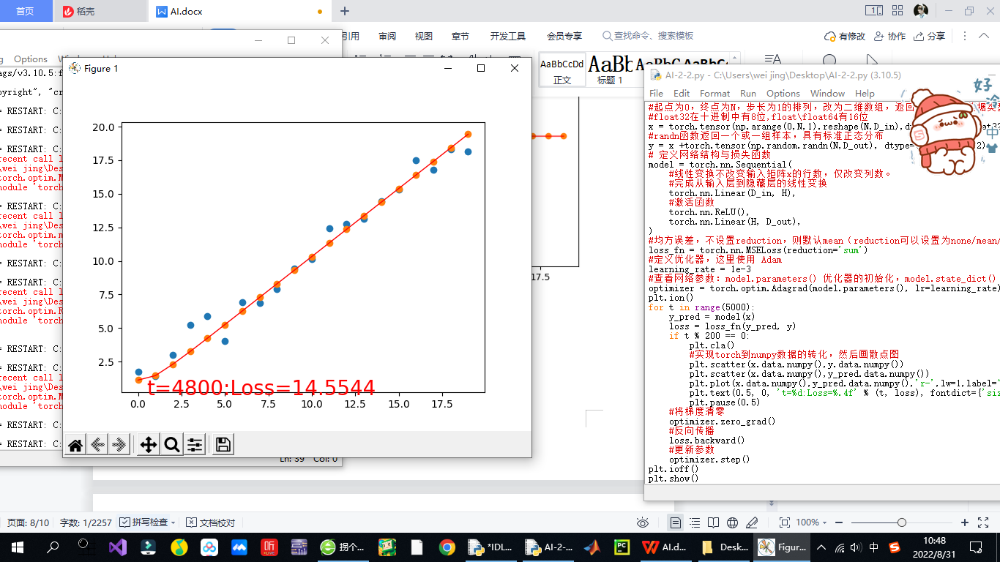 首页
稻壳
AI.docx
引用
审阅
视图
章节
开发工具
会员专享
查找命令、搜索模板
有修改
协作
分享
Options
AaBbCcDd
正文
标题 1
ags/v3.10.5:f
pyright", "cr
= RESTART: C:
= RESTART: C:
= RESTART: C:
recent call l
\wei jing\Des
torch.optim.M
module 'torch
= RESTART: C:
recent call l
\wei jing\Des
torch.optim.m
module 'torch
= RESTART: C:
= RESTART: C:
recent call l
\wei jing\Des
torch.optim.R
module 'torch
= RESTART: C:
= RESTART: C:
recent call l
\wei jing\Des
torch.optim.R
module 'torch
= RESTART: C:
= RESTART: C:
Ln: 39 Col: 0
Figure 1
20.0
17.5
15.0
12.5
10.0
7.5
5.0
2.5
t=4800:Loss=14.5544
0.0 2.5 5.0 7.5 10.0 12.5 15.0 17.5
17.5
AI-2-2.py - C:\Users\wei jing\Desktop\AI-2-2.py (3.10.5)
File Edit Format Run Options Window Help
#起点为0，终点为N，步长为1的排列，改为二维数组，返回
#float32在十进制中有8位,float\float64有16位
x = torch.tensor(np.arange(0,N,1).reshape(N,D_in),d
#randn函数返回一个或一组样本，具有标准正态分布
y = x +torch.tensor(np.random.randn(N,D_out), dtype=
# 定义网络结构与损失函数
model = torch.nn.Sequential(
#线性变换不改变输入矩阵x的行数，仅改变列数。
#完成从输入层到隐藏层的线性变换
torch.nn.Linear(D_in, H),
#激活函数
torch.nn.ReLU(),
torch.nn.Linear(H, D_out),
)
#均方误差，不设置reduction，则默认mean（reduction可以设置为none/mean/
loss_fn = torch.nn.MSELoss(reduction='sum')
#定义优化器，这里使用 Adam
learning_rate = 1e-3
#查看网络参数：model.parameters() 优化器的初始化，model.state_dict()
optimizer = torch.optim.Adagrad(model.parameters(), lr=learning_rate)
plt.ion()
for t in range(5000):
y_pred = model(x)
loss = loss_fn(y_pred, y)
if t % 200 == 0:
plt.cla()
#实现torch到numpy数据的转化，然后画散点图
plt.scatter(x.data.numpy(),y.data.numpy())
plt.scatter(x.data.numpy(),y_pred.data.numpy())
plt.plot(x.data.numpy(),y_pred.data.numpy(),'r-',lw=1,label="
plt.text(0.5, 0, 't=%d:Loss=%.4f' % (t, loss), fontdict={'siz
plt.pause(0.5)
#将梯度清零
optimizer.zero_grad()
#反向传播
loss.backward()
#更新参数
optimizer.step()
plt.ioff()
plt.show()
好
冷
中
页面: 8/10
字数: 1/2257
拼写检查
文档校对
100%
拐个...
*IDL...
AI-2-...
AI.d...
Desk...
Figur...
中
10:48
2022/8/31